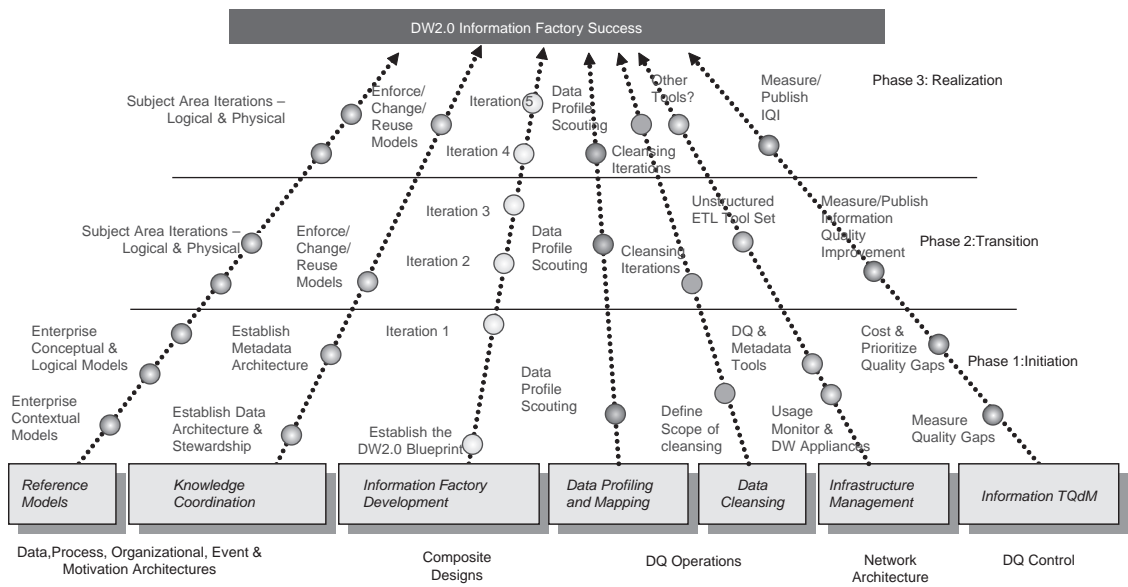 DW2.0 Information Factory Success
Phase 3: Realization
Subject Area Iterations –
Logical & Physical
Enforce/
Change/
Reuse
Models
Iteration 5
Iteration 4
Data
Profile
Scouting
Cleansing
Iterations
Other
Tools?
Measure/
Publish
IQI
Phase 2:Transition
Subject Area Iterations –
Logical & Physical
Enforce/
Change/
Reuse
Models
Iteration 3
Iteration 2
Data
Profile
Scouting
Cleansing
Iterations
Unstructured
ETL Tool Set
Measure/Publish
Information
Quality
Improvement
Phase 1:Initiation
Enterprise
Conceptual &
Logical Models
Enterprise
Contextual
Models
Establish
Metadata
Architecture
Establish Data
Architecture &
Stewardship
Iteration 1
Establish the
DW2.0 Blueprint
Data
Profile
Scouting
Define
Scope of
cleansing
DQ &
Metadata
Tools
Usage
Monitor &
DW Appliances
Cost &
Prioritize
Quality Gaps
Measure
Quality Gaps
Reference
Models
Knowledge
Coordination
Information Factory
Development
Data Profiling
and Mapping
Data
Cleansing
Infrastructure
Management
Information TQdM
Data,Process, Organizational, Event &
Motivation Architectures
Composite
Designs
DQ Operations
Network
Architecture
DQ Control